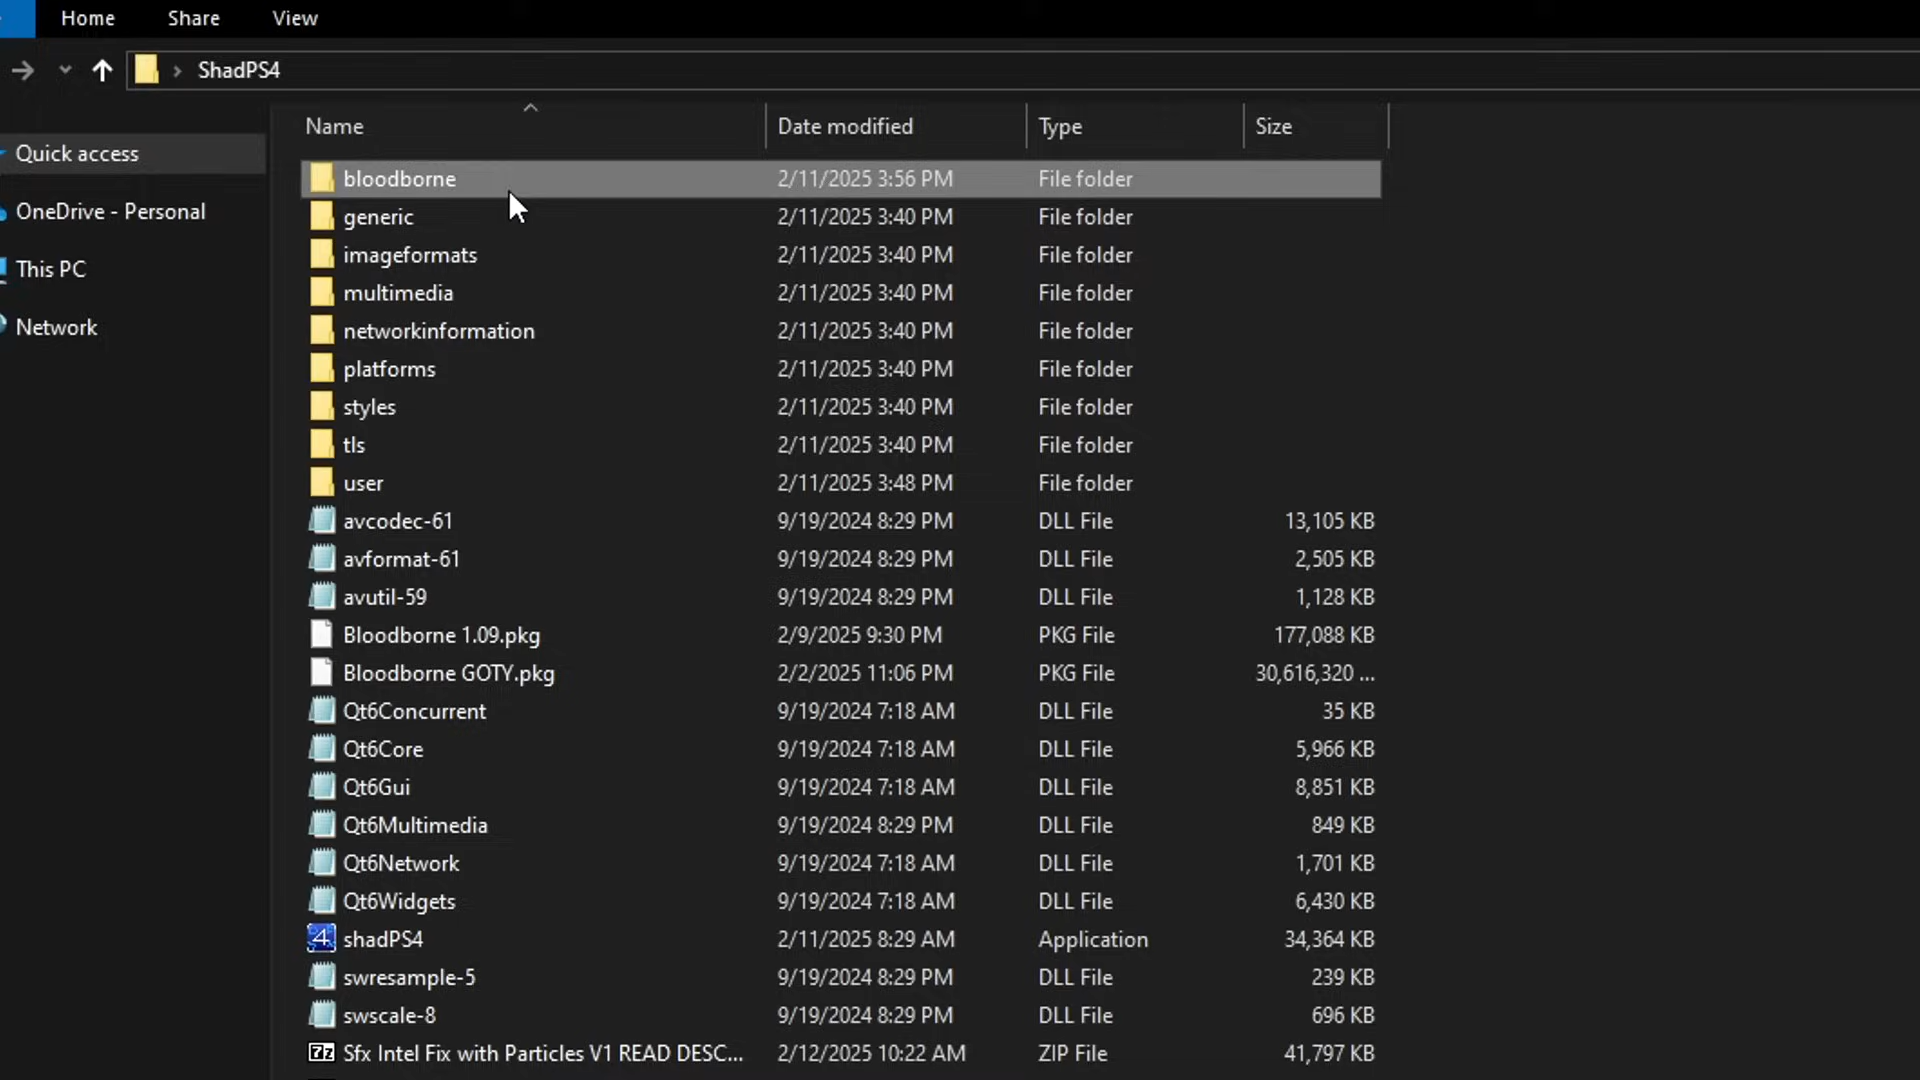 Home Share View
ShadPS4
Name Date modified Type Size
Quick access
OneDrive - Personal
This PC
Network
bloodborne 2/11/2025 3:56 PM File folder
generic 2/11/2025 3:40 PM File folder
imageformats 2/11/2025 3:40 PM File folder
multimedia 2/11/2025 3:40 PM File folder
networkinformation 2/11/2025 3:40 PM File folder
platforms 2/11/2025 3:40 PM File folder
styles 2/11/2025 3:40 PM File folder
tls 2/11/2025 3:40 PM File folder
user 2/11/2025 3:48 PM File folder
avcodec-61 9/19/2024 8:29 PM DLL File 13,105 KB
avformat-61 9/19/2024 8:29 PM DLL File 2,505 KB
avutil-59 9/19/2024 8:29 PM DLL File 1,128 KB
Bloodborne 1.09.pkg 2/9/2025 9:30 PM PKG File 177,088 KB
Bloodborne GOTY.pkg 2/2/2025 11:06 PM PKG File 30,616,320 ...
Qt6Concurrent 9/19/2024 7:18 AM DLL File 35 KB
Qt6Core 9/19/2024 7:18 AM DLL File 5,966 KB
Qt6Gui 9/19/2024 7:18 AM DLL File 8,851 KB
Qt6Multimedia 9/19/2024 8:29 PM DLL File 849 KB
Qt6Network 9/19/2024 7:18 AM DLL File 1,701 KB
Qt6Widgets 9/19/2024 7:18 AM DLL File 6,430 KB
4 shadPS4 2/11/2025 8:29 AM Application 34,364 KB
swresample-5 9/19/2024 8:29 PM DLL File 239 KB
swscale-8 9/19/2024 8:29 PM DLL File 696 KB
7z Sfx Intel Fix with Particles V1 READ DESC... 2/12/2025 10:22 AM ZIP File 41,797 KB